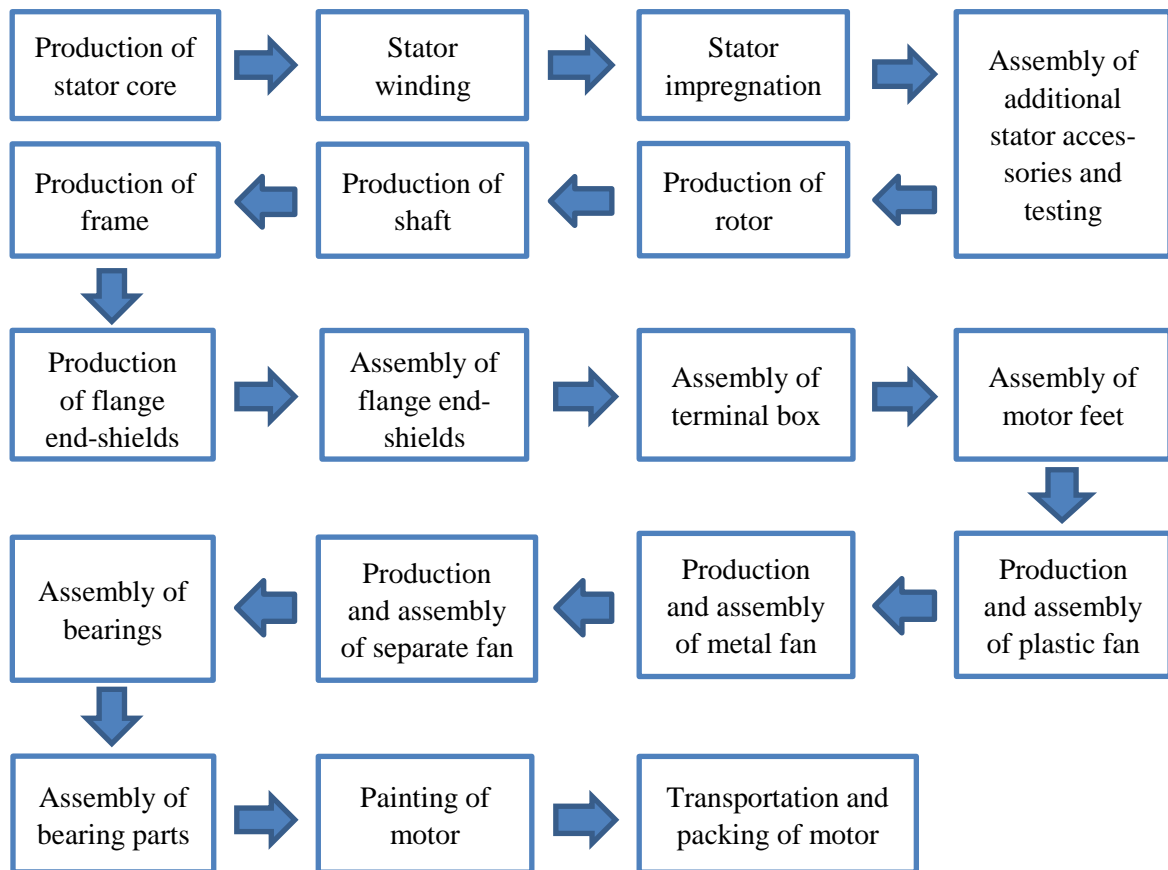 Production of
stator core
Stator
winding
Stator
impregnation
Assembly of
additional
stator acces-
sories and
testing
Production of
rotor
Production of
shaft
Production of
frame
Production
of flange
end-shields
Assembly of
flange end-
shields
Assembly of
terminal box
Assembly of
motor feet
Production
and assembly
of plastic fan
Production
and assembly
of metal fan
Production
and assembly
of separate fan
Assembly of
bearings
Assembly of
bearing parts
Painting of
motor
Transportation and
packing of motor